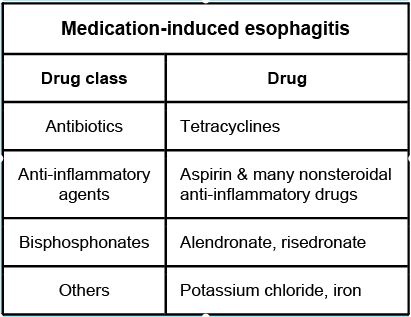 Medication-induced esophagitis
Drug class
Drug
Antibiotics
Tetracyclines
Anti-inflammatory
agents
Aspirin & many nonsteroidal
anti-inflammatory drugs
Bisphosphonates
Alendronate, risedronate
Others
Potassium chloride, iron